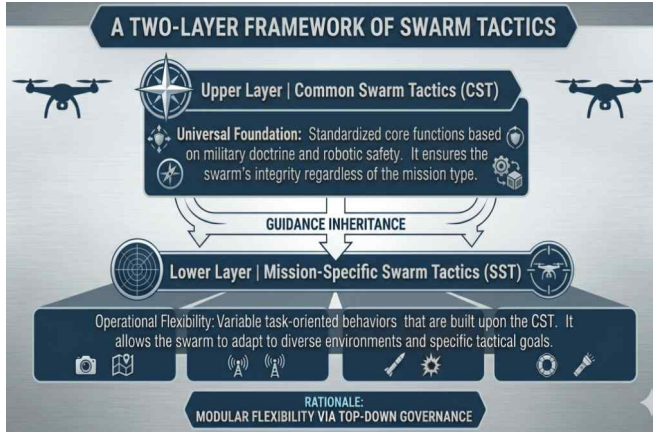 A TWO-LAYER FRAMEWORK OF SWARM TACTICS
Upper Layer | Common Swarm Tactics (CST)
Universal Foundation: Standardized core functions based
on military doctrine and robotic safety. It ensures the
swarm's integrity regardless of the mission type.
GUIDANCE INHERITANCE
Lower Layer | Mission-Specific Swarm Tactics (SST)
Operational Flexibility: Variable task-oriented behaviors that are built upon the CST. It
allows the swarm to adapt to diverse environments and specific tactical goals.
RATIONALE:
MODULAR FLEXIBILITY VIA TOP-DOWN GOVERNANCE